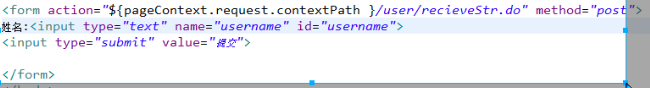 <form action="${pageContext.request.contextPath }/user/recieveStr.do" method="post">
姓名:<input type="text" name="username" id="username">
<input type="submit" value="提交">
</form>